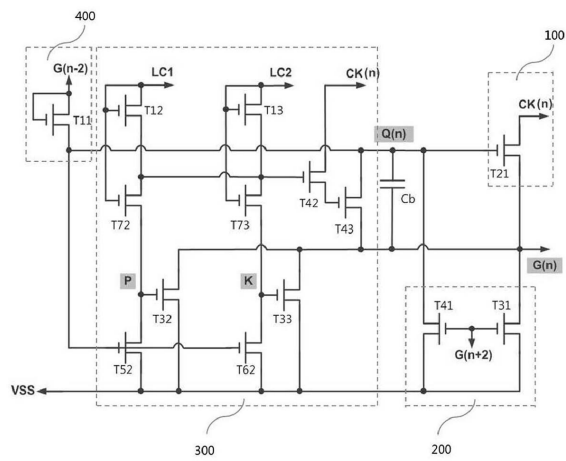 400
100
G(n-2)
LC1
LC2
CK(n)
CK(n)
T11
T12
T13
Q(n)
T21
T42
Cb
T72
T73
T43
G(n)
P
K
T32
T33
T41
T31
T52
T62
G(n+2)
VSS
300
200